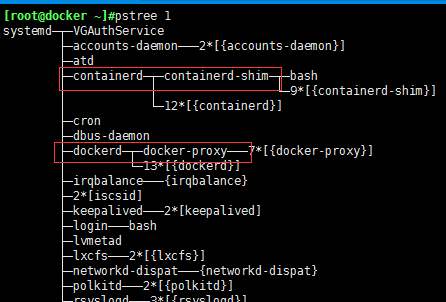 [root@docker ~]#pstree 1
systemd─┬─VGAuthService
        ├─accounts-daemon───2*[{accounts-daemon}]
        ├─atd
        ├─containerd─┬─containerd-shim─┬─bash
        │            │                 └─9*[{containerd-shim}]
        │            └─12*[{containerd}]
        ├─cron
        ├─dbus-daemon
        ├─dockerd─┬─docker-proxy───7*[{docker-proxy}]
        │         └─13*[{dockerd}]
        ├─irqbalance───{irqbalance}
        ├─2*[iscsid]
        ├─keepalived───2*[keepalived]
        ├─login───bash
        ├─lvmetad
        ├─lxcfs───2*[{lxcfs}]
        ├─networkd-dispat───{networkd-dispat}
        ├─polkitd───2*[{polkitd}]
        ├─rsyslogd───3*[{rsyslogd}]